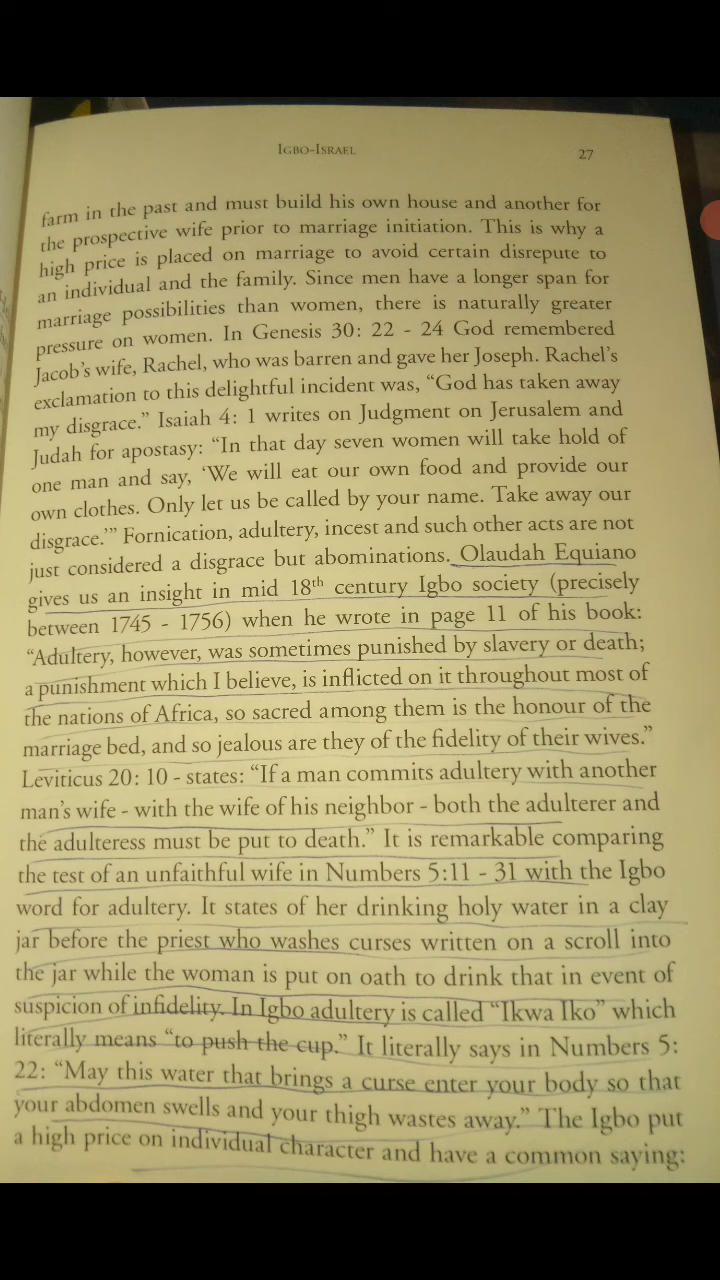 IGBO-ISRAEL 27
farm in the past and must build his own house and another for
the prospective wife prior to marriage initiation. This is why a
high price is placed on marriage to avoid certain disrepute to
an individual and the family. Since men have a longer span for
marriage possibilities than women, there is naturally greater
pressure on women. In Genesis 30: 22 - 24 God remembered
Jacob's wife, Rachel, who was barren and gave her Joseph. Rachel's
exclamation to this delightful incident was, “God has taken away
my disgrace.” Isaiah 4: 1 writes on Judgment on Jerusalem and
Judah for apostasy: “In that day seven women will take hold of
one man and say, ‘We will eat our own food and provide our
own clothes. Only let us be called by your name. Take away our
disgrace.’” Fornication, adultery, incest and such other acts are not
just considered a disgrace but abominations. Olaudah Equiano
gives us an insight in mid 18th century Igbo society (precisely
between 1745 - 1756) when he wrote in page 11 of his book:
“Adultery, however, was sometimes punished by slavery or death;
a punishment which I believe, is inflicted on it throughout most of
the nations of Africa, so sacred among them is the honour of the
marriage bed, and so jealous are they of the fidelity of their wives.”
Leviticus 20: 10 - states: “If a man commits adultery with another
man's wife - with the wife of his neighbor - both the adulterer and
the adulteress must be put to death.” It is remarkable comparing
the test of an unfaithful wife in Numbers 5:11 - 31 with the Igbo
word for adultery. It states of her drinking holy water in a clay
jar before the priest who washes curses written on a scroll into
the jar while the woman is put on oath to drink that in event of
suspicion of infidelity. In Igbo adultery is called “Ikwa Iko” which
literally means “to push the cup.” It literally says in Numbers 5:
22: “May this water that brings a curse enter your body so that
your abdomen swells and your thigh wastes away.” The Igbo put
a high price on individual character and have a common saying: